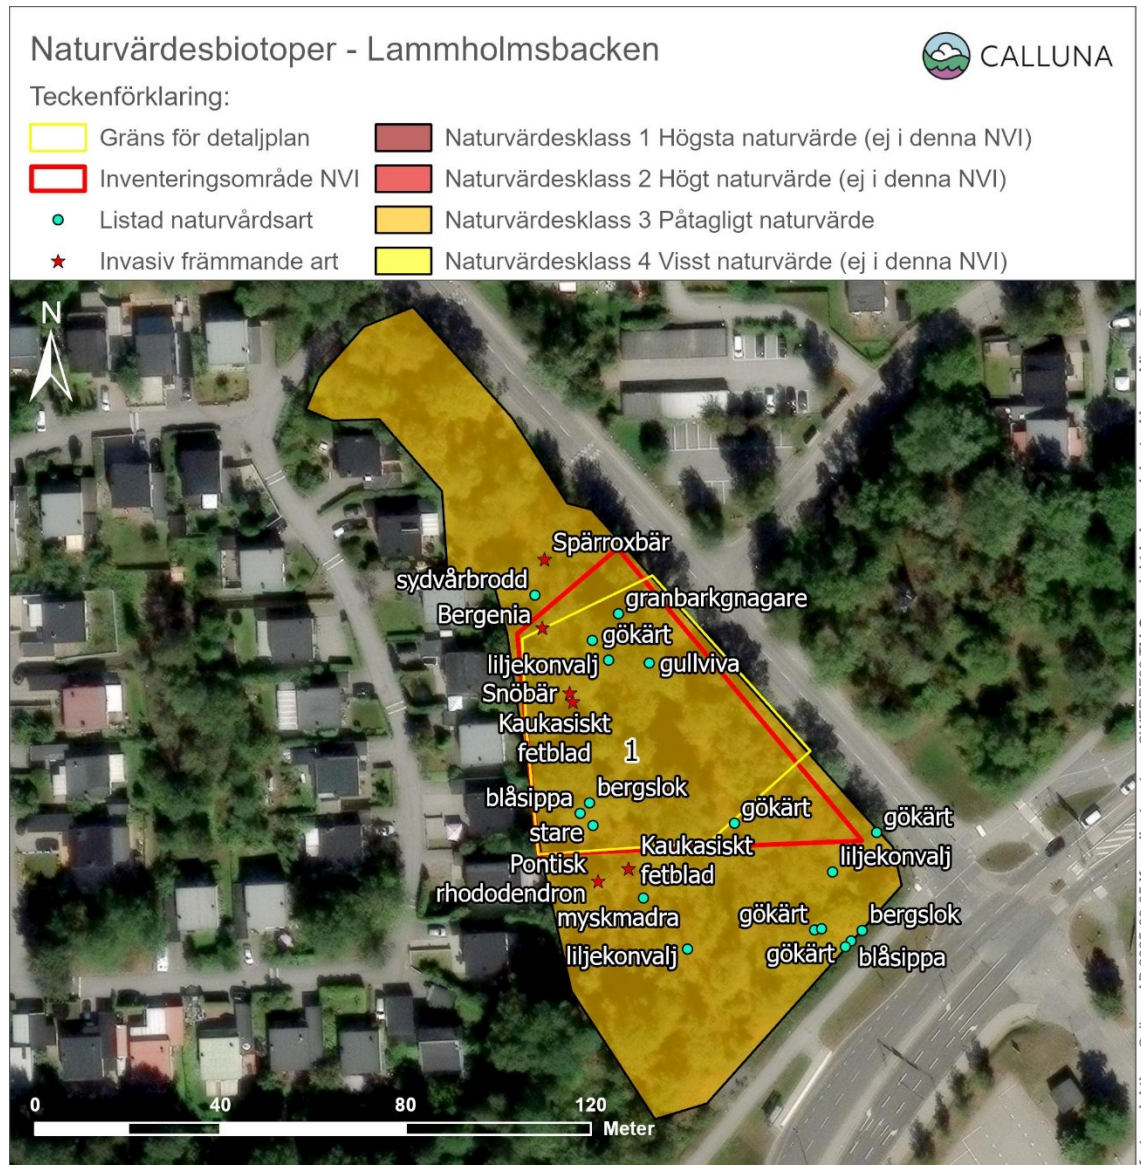 Naturvärdesbiotoper - Lammholmsbacken
CALLUNA
Teckenförklaring:
Gräns för detaljplan
Naturvärdesklass 1 Högsta naturvärde (ej i denna NVI)
Inventeringsområde NVI
Naturvärdesklass 2 Högt naturvärde (ej i denna NVI)
Listad naturvårdsart
Naturvärdesklass 3 Påtagligt naturvärde
Invasiv främmande art
Naturvärdesklass 4 Visst naturvärde (ej i denna NVI)
N
Spärroxbär
sydvårbrodd
granbarkgnagare
Bergenia
gökärt
liljekonvalj
gullviva
Snöbär
Kaukasiskt
fetblad
1
bergslok
blåsippa
gökärt
stare
gökärt
Kaukasiskt
fetblad
liljekonvalj
Pontisk
rhododendron
myskmadra
gökärt
bergslok
liljekonvalj
gökärt
blåsippa
0 40 80 120
Meter